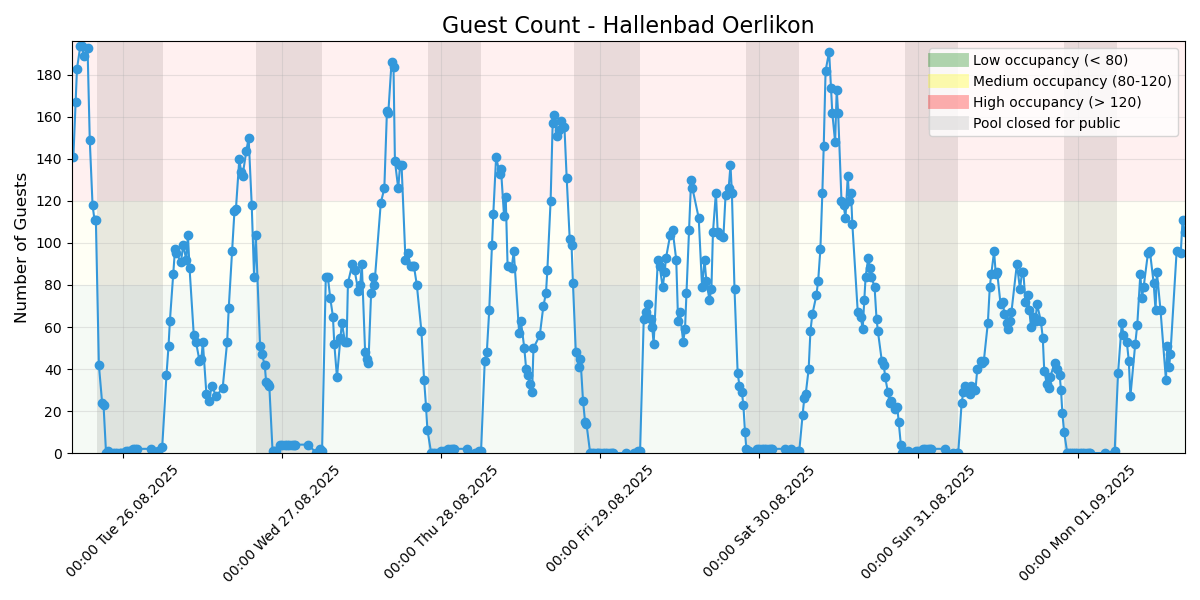 Guest Count - Hallenbad Oerlikon
Low occupancy (< 80)
Medium occupancy (80-120)
High occupancy (> 120)
Pool closed for public
Number of Guests
180
160
140
120
100
80
60
40
20
0
00:00 Tue 26.08.2025
00:00 Wed 27.08.2025
00:00 Thu 28.08.2025
00:00 Fri 29.08.2025
00:00 Sat 30.08.2025
00:00 Sun 31.08.2025
00:00 Mon 01.09.2025